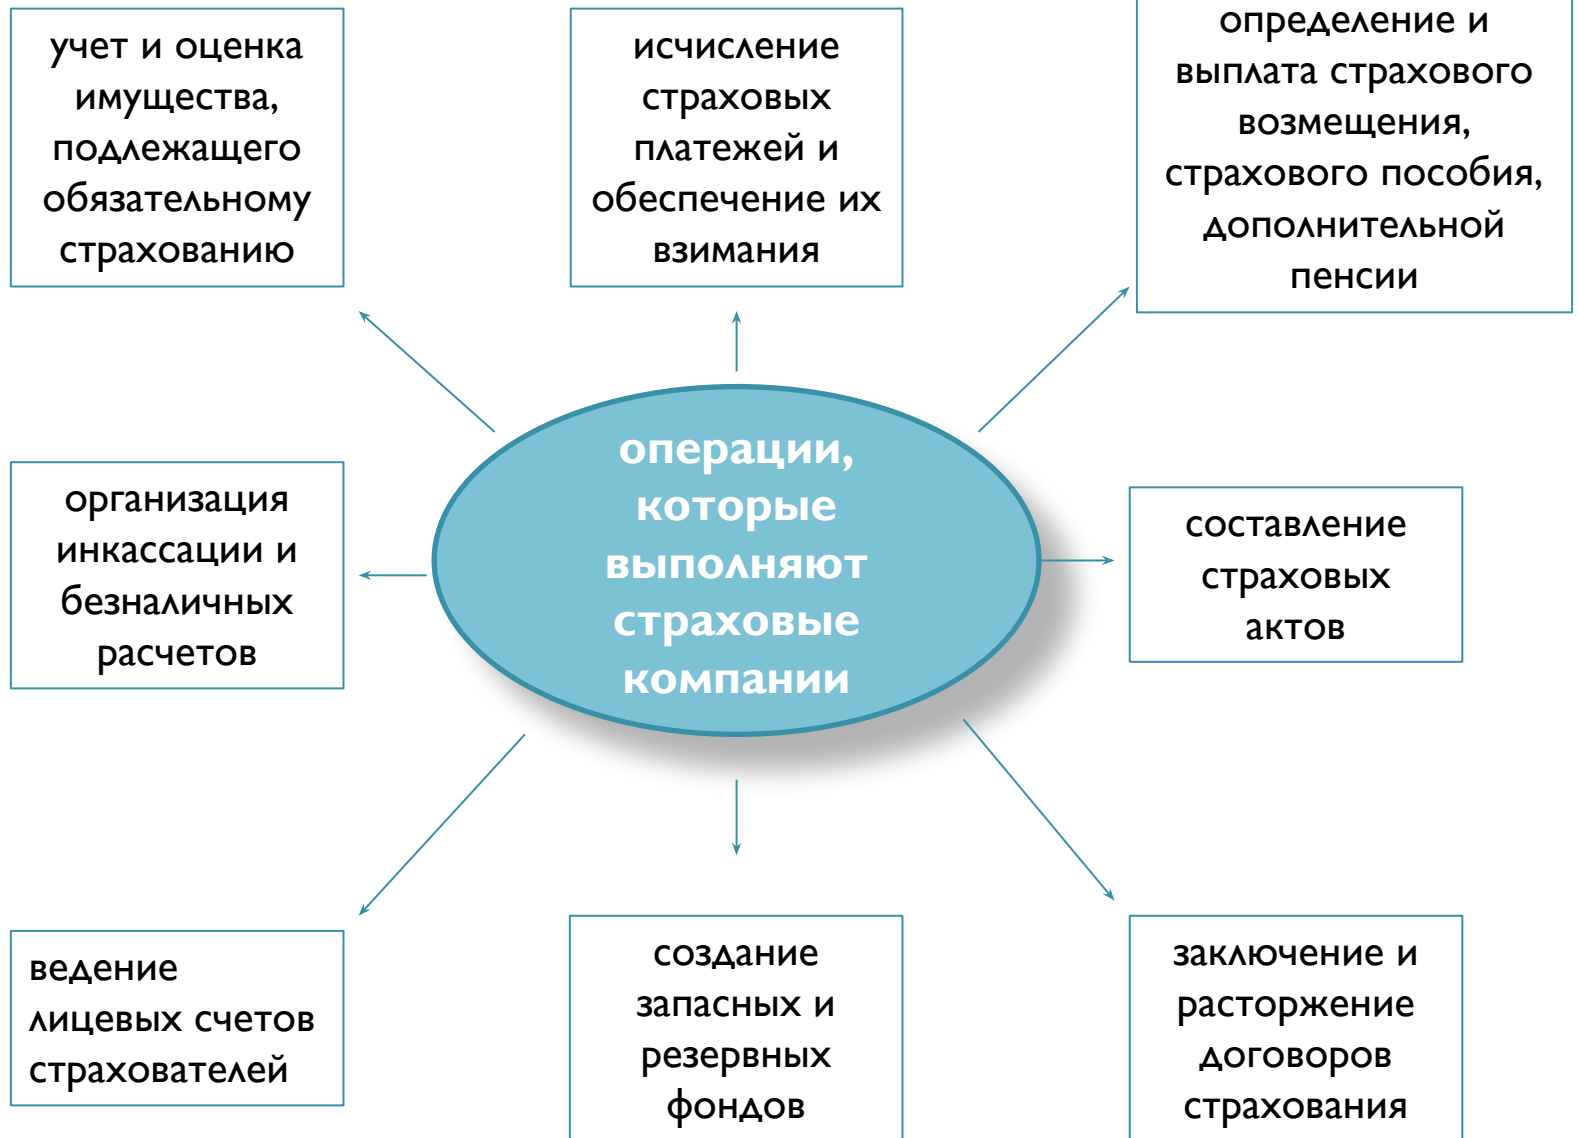 учет и оценка
имущества,
подлежащего
обязательному
страхованию
исчисление
страховых
платежей и
обеспечение их
взимания
определение и
выплата страхового
возмещения,
страхового пособия,
дополнительной
пенсии
операции,
которые
выполняют
страховые
компании
организация
инкассации и
безналичных
расчетов
составление
страховых
актов
ведение
лицевых счетов
страхователей
создание
запасных и
резервных
фондов
заключение и
расторжение
договоров
страхования